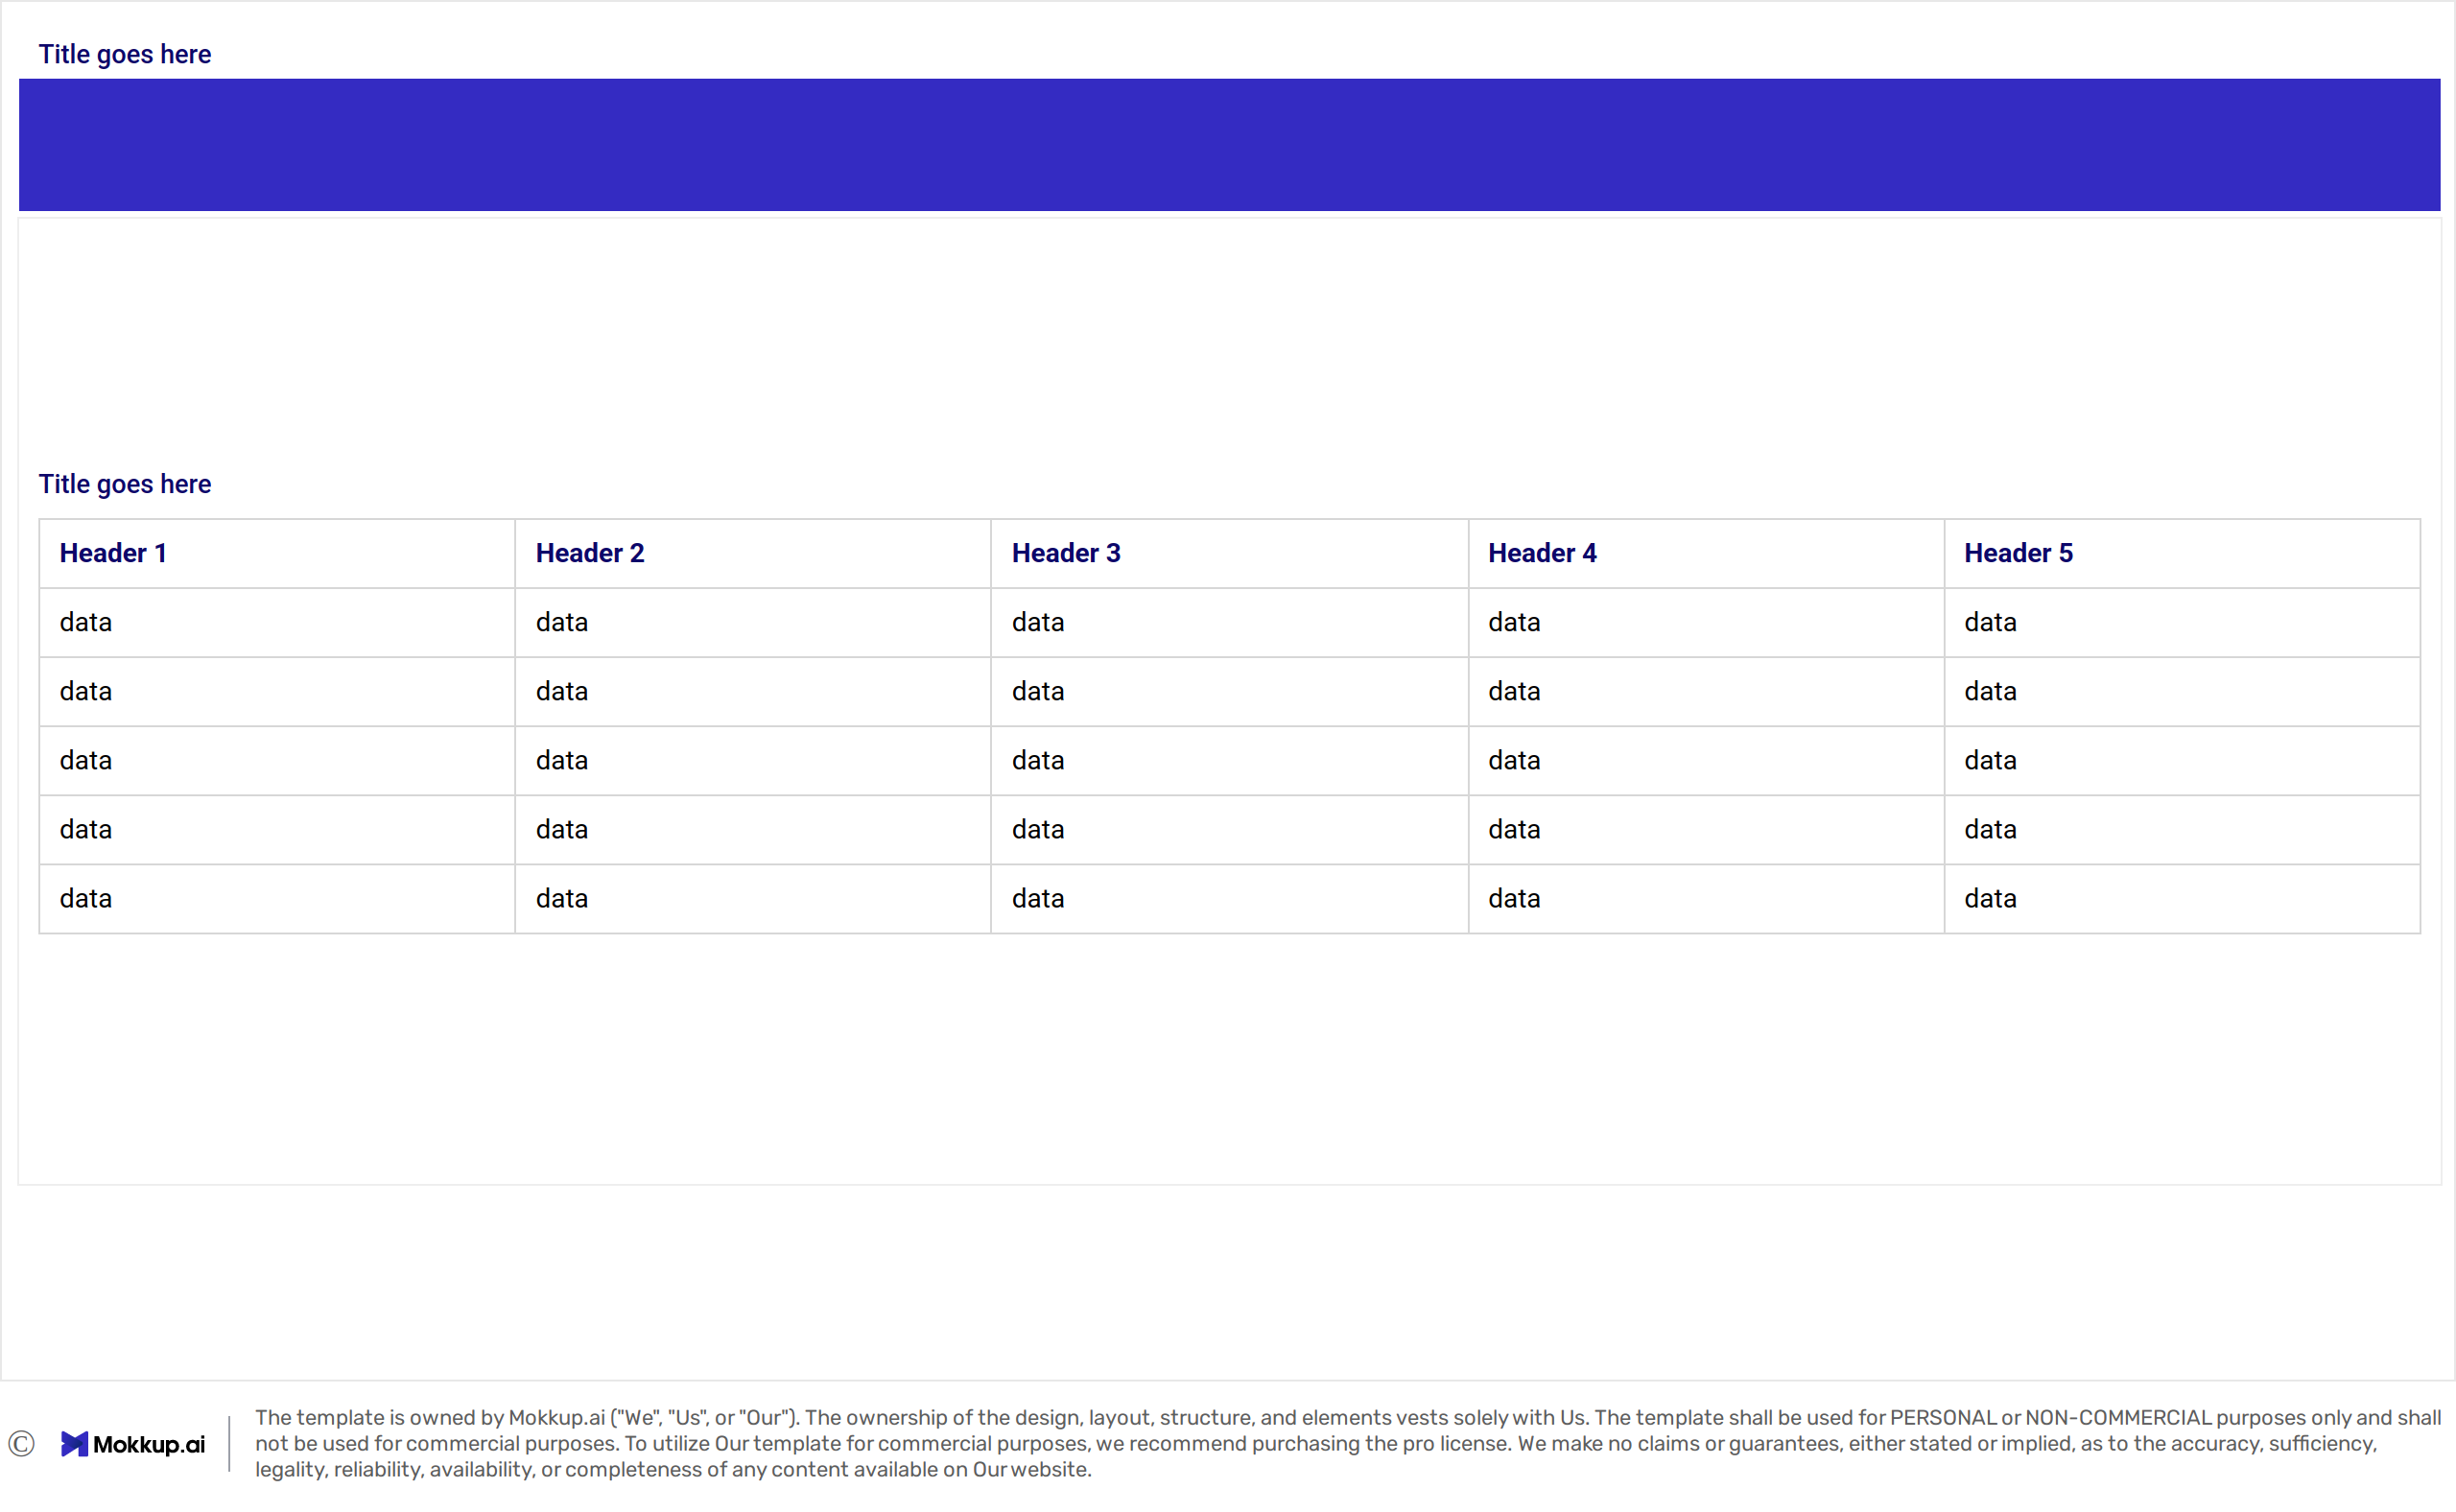 Title goes here
Title goes here
Header 1 Header 2 Header 3 Header 4 Header 5
data data data data data
data data data data data
data data data data data
data data data data data
data data data data data
© Mokkup.ai
The template is owned by Mokkup.ai ("We", "Us", or "Our"). The ownership of the design, layout, structure, and elements vests solely with Us. The template shall be used for PERSONAL or NON-COMMERCIAL purposes only and shall
not be used for commercial purposes. To utilize Our template for commercial purposes, we recommend purchasing the pro license. We make no claims or guarantees, either stated or implied, as to the accuracy, sufficiency,
legality, reliability, availability, or completeness of any content available on Our website.